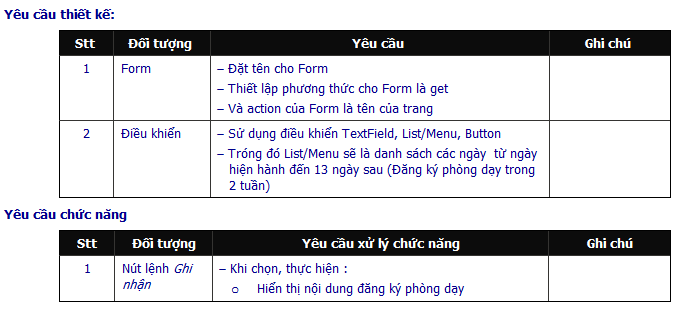 Yêu cầu thiết kế:
Stt Đối tượng Yêu cầu Ghi chú
1 Form – Đặt tên cho Form
– Thiết lập phương thức cho Form là get
– Và action của Form là tên của trang
2 Điều khiển – Sử dụng điều khiển TextField, List/Menu, Button
– Tróng đó List/Menu sẽ là danh sách các ngày từ ngày
hiện hành đến 13 ngày sau (Đăng ký phòng dạy trong
2 tuần)
Yêu cầu chức năng
Stt Đối tượng Yêu cầu xử lý chức năng Ghi chú
1 Nút lệnh Ghi – Khi chọn, thực hiện :
nhận o Hiển thị nội dung đăng ký phòng dạy